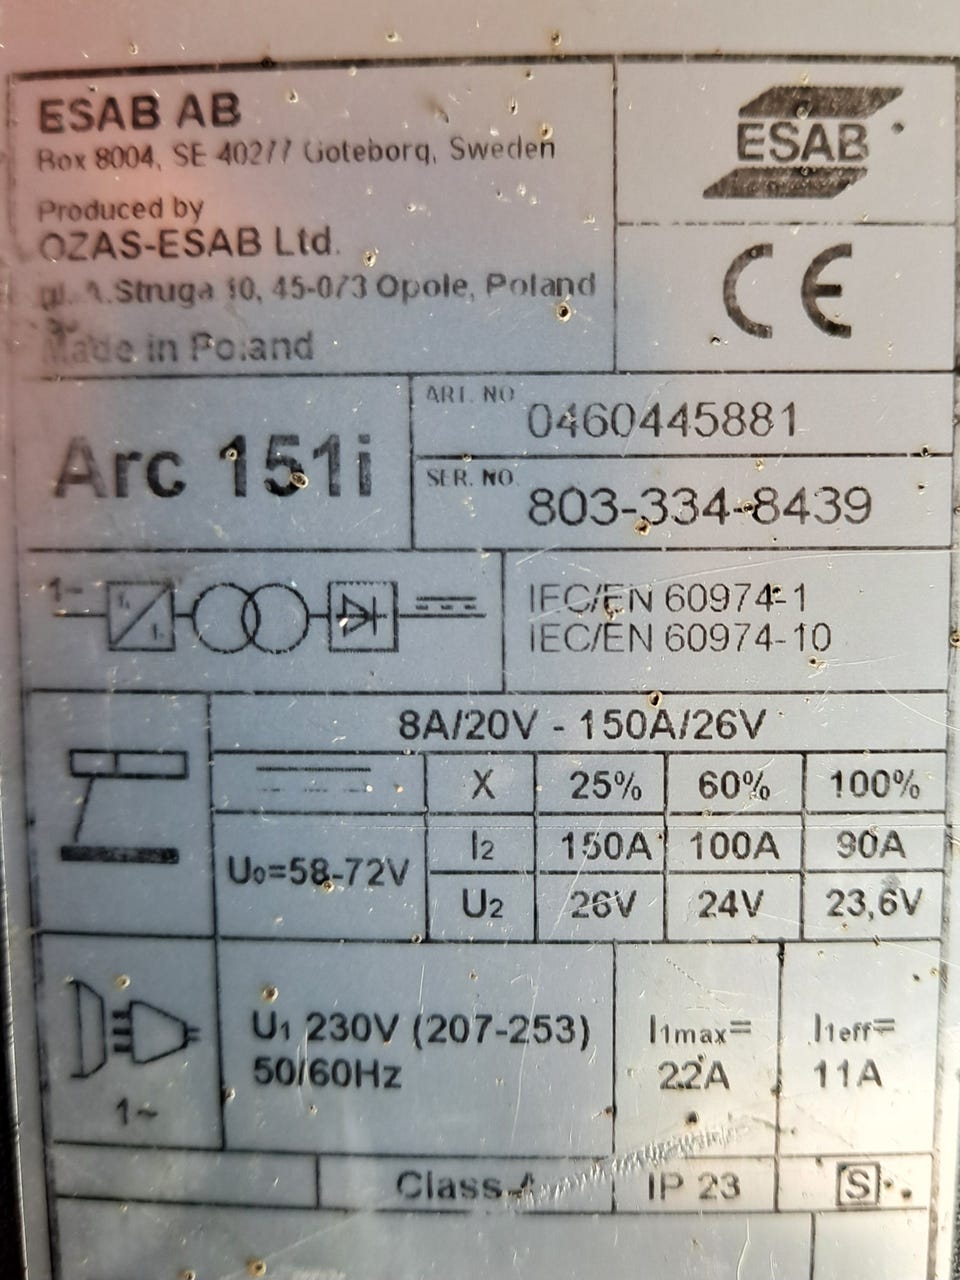 ESAB AB
Box 8004, SE 40277 Goteborg, Sweden
Produced by
OZAS-ESAB Ltd.
ul. A.Struga 10, 45-073 Opole, Poland
Made in Poland
ESAB
CE
Arc 151i
ART. NO
0460445881
SER. NO
803-334-8439
1~
IEC/EN 60974-1
IEC/EN 60974-10
8A/20V - 150A/26V
X 25% 60% 100%
U0=58-72V
I2 150A 100A 90A
U2 26V 24V 23,6V
1~
U1 230V (207-253)
50/60Hz
I1max=
22A
I1eff=
11A
Class A
IP 23
S